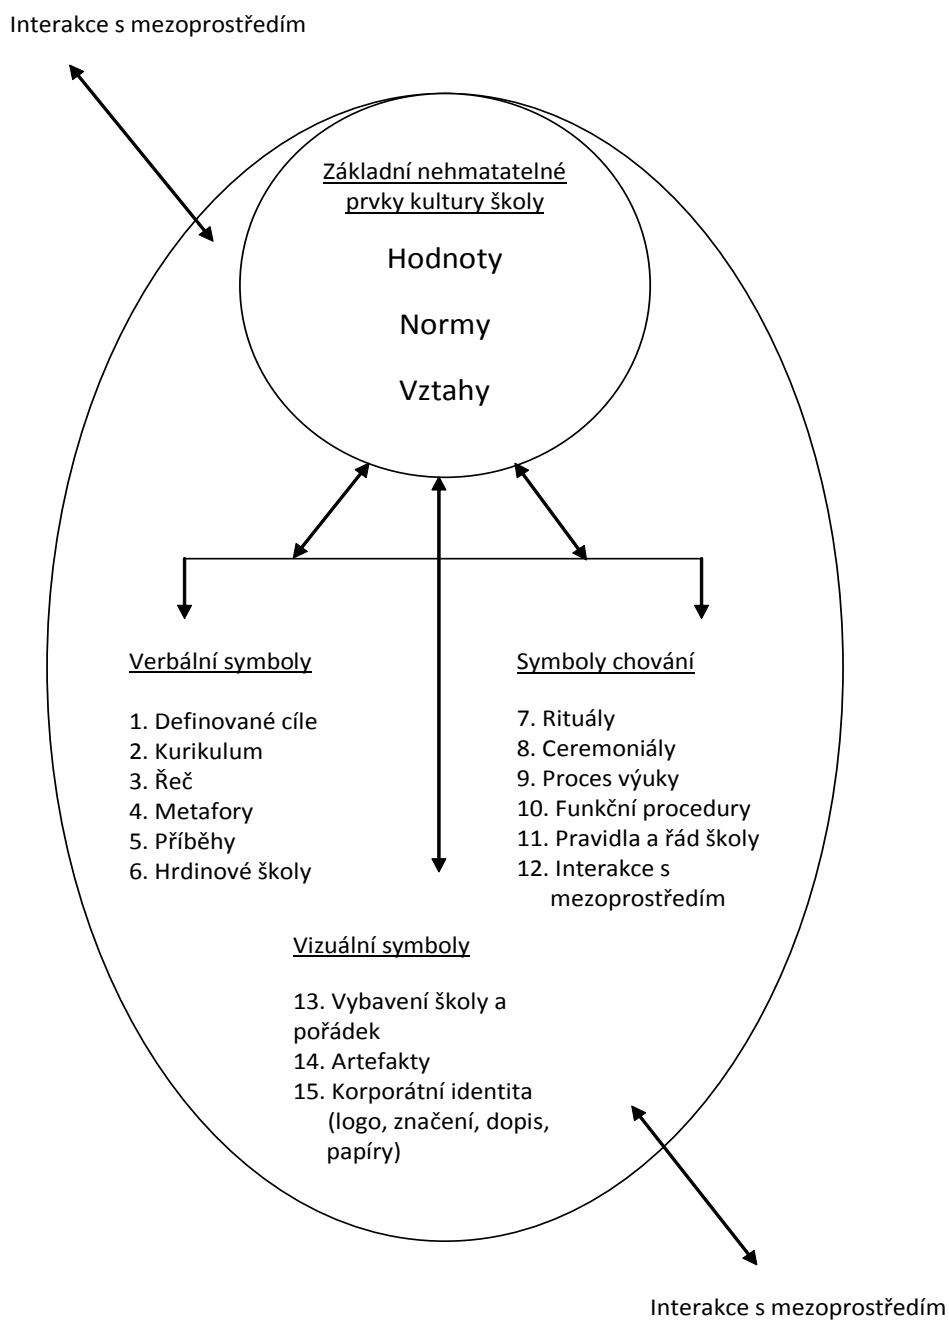 Interakce s mezoprostředím
Základní nehmatatelné
prvky kultury školy
Hodnoty
Normy
Vztahy
Verbální symboly
1. Definované cíle
2. Kurikulum
3. Řeč
4. Metafory
5. Příběhy
6. Hrdinové školy
Symboly chování
7. Rituály
8. Ceremoniály
9. Proces výuky
10. Funkční procedury
11. Pravidla a řád školy
12. Interakce s
mezoprostředím
Vizuální symboly
13. Vybavení školy a
pořádek
14. Artefakty
15. Korporátní identita
(logo, značení, dopis,
papíry)
Interakce s mezoprostředím